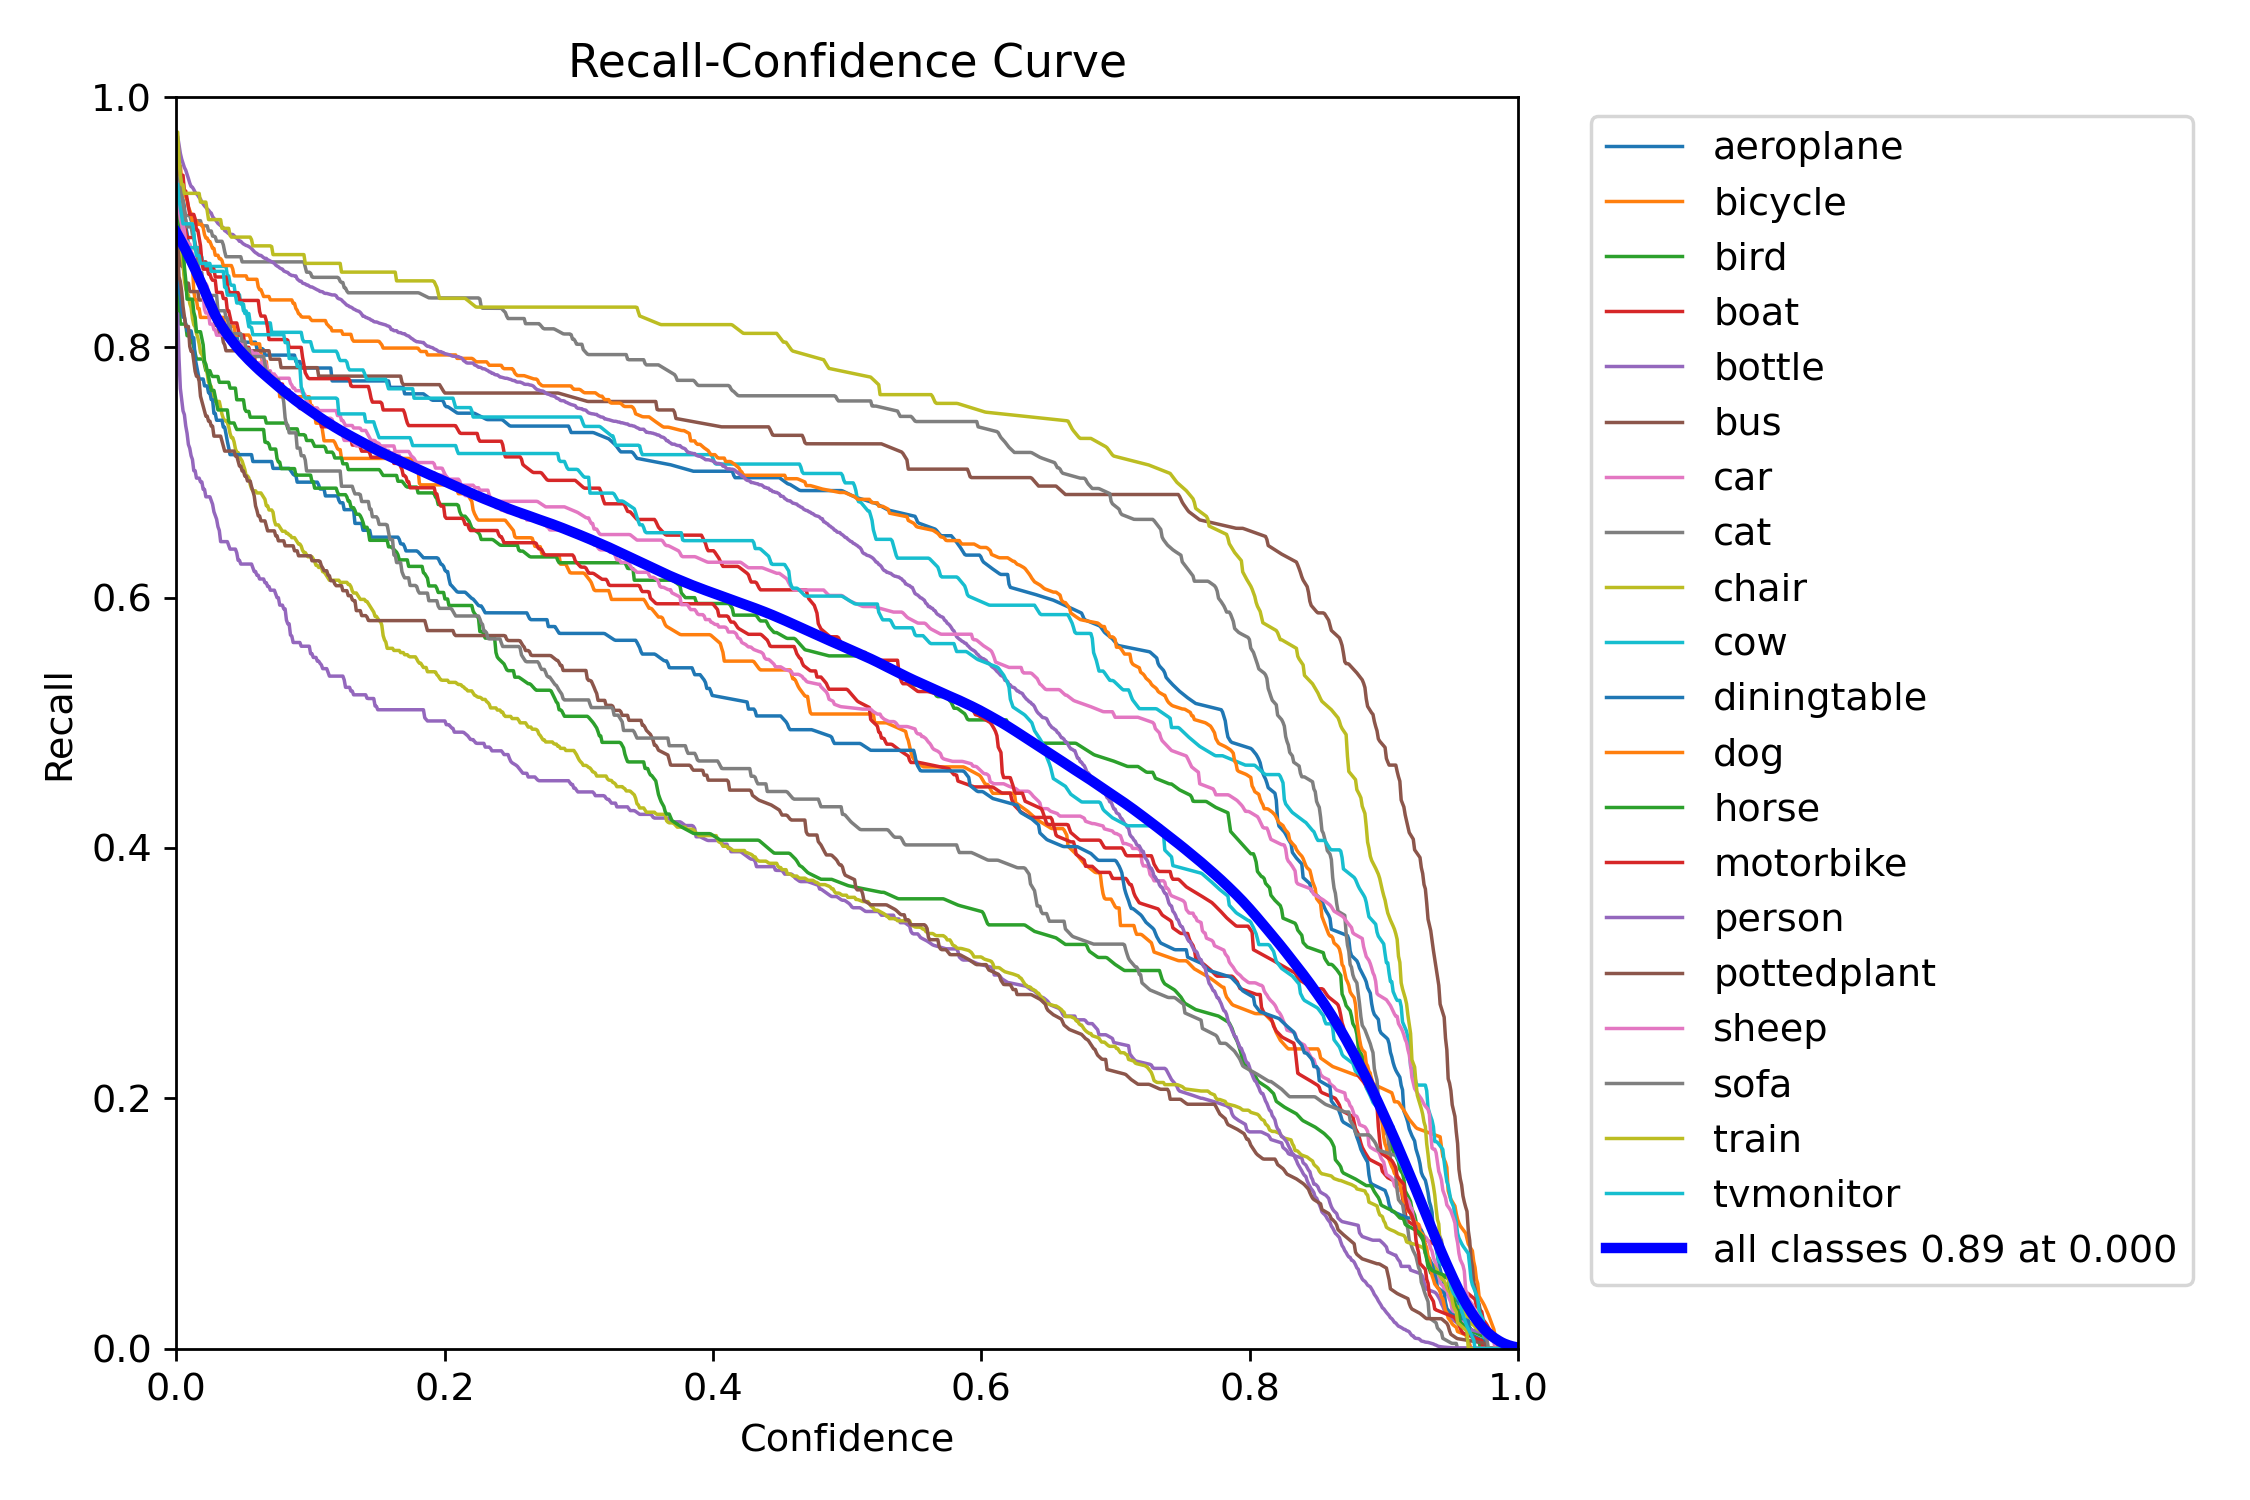 Recall-Confidence Curve
1.0
0.8
0.6
0.4
0.2
0.0
Recall
0.0 0.2 0.4 0.6 0.8 1.0
Confidence
aeroplane
bicycle
bird
boat
bottle
bus
car
cat
chair
cow
diningtable
dog
horse
motorbike
person
pottedplant
sheep
sofa
train
tvmonitor
all classes 0.89 at 0.000